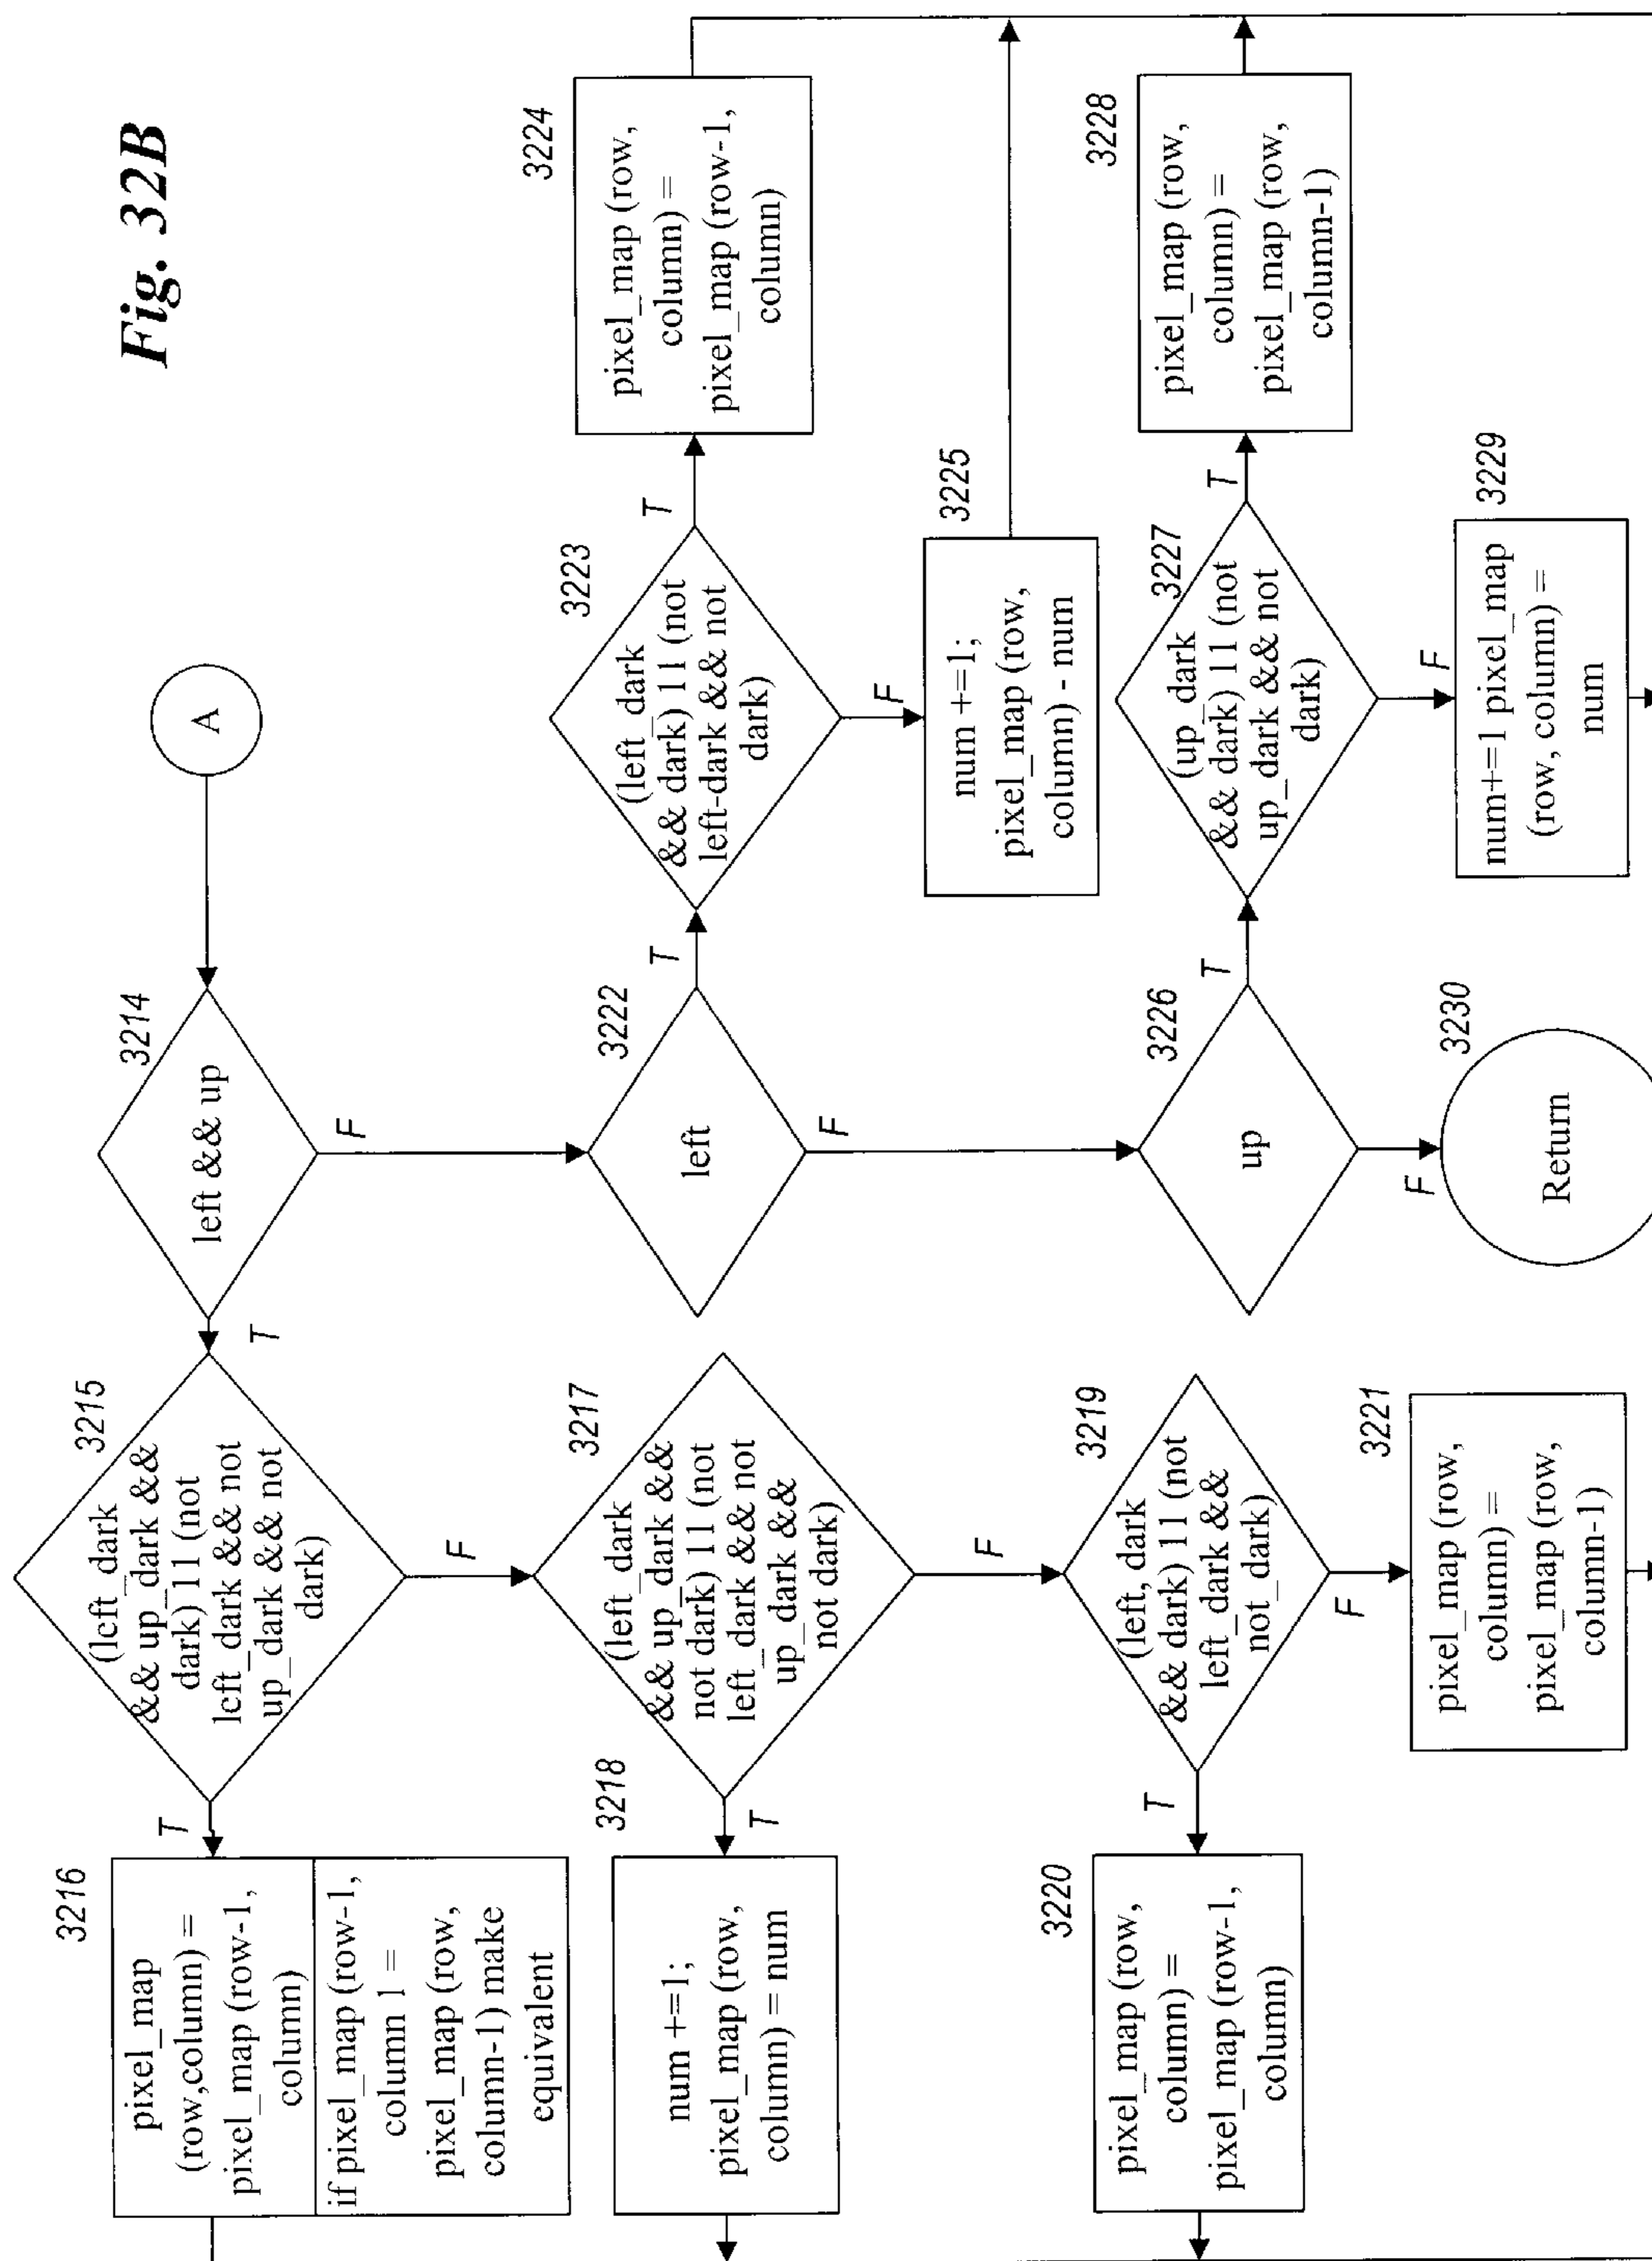 Fig. 32B
A
3214
left && up
T
F
3215
(left_dark
&& up_dark &&
dark) 11 (not
left_dark && not
up_dark && not
dark)
T
F
3216
pixel_map
(row,column) =
pixel_map (row-1,
column)
if pixel_map (row-1,
column 1 =
pixel_map (row,
column-1) make
equivalent
3217
(left_dark
&& up_dark &&
not dark) 11 (not
left_dark && not
up_dark &&
not dark)
T
F
3218
num +=1;
pixel_map (row,
column) = num
3219
(left, dark
&& dark) 11 (not
left_dark &&
not_dark)
T
F
3220
pixel_map (row,
column) =
pixel_map (row-1,
column)
3221
pixel_map (row,
column) =
pixel_map (row,
column-1)
3222
left
T
F
3223
(left_dark
&& dark) 11 (not
left-dark && not
dark)
T
F
3224
pixel_map (row,
column) =
pixel_map (row-1,
column)
3225
num +=1;
pixel_map (row,
column) - num
3226
up
T
F
3227
(up_dark
&& dark) 11 (not
up_dark && not
dark)
T
F
3228
pixel_map (row,
column) =
pixel_map (row,
column-1)
3229
num+=1 pixel_map
(row, column) =
num
3230
Return